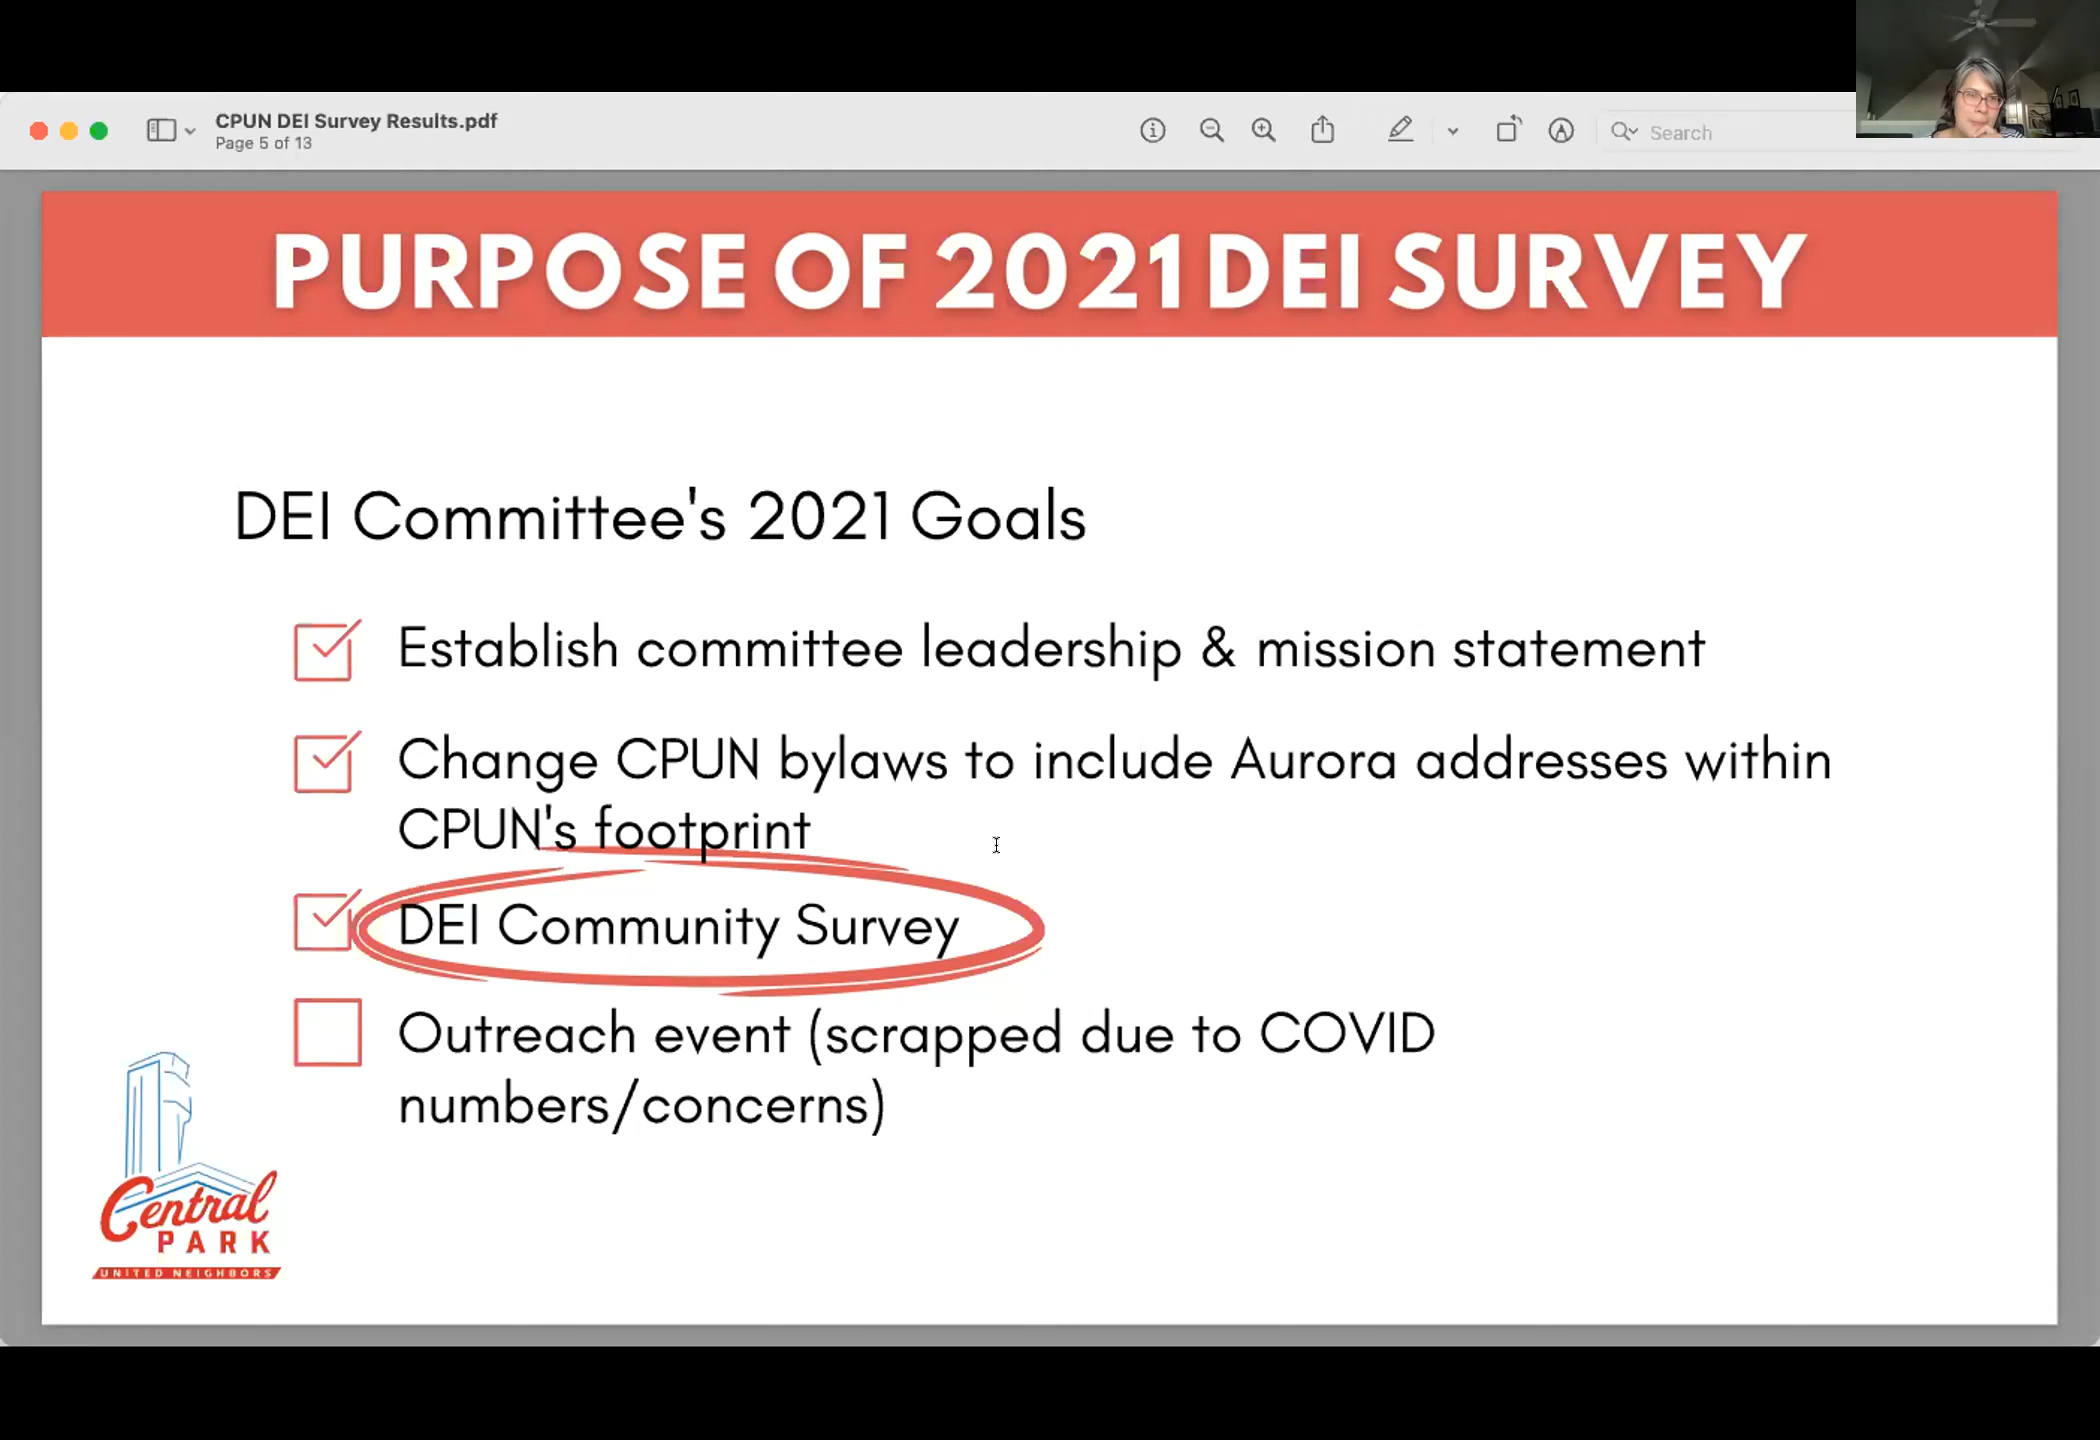 CPUN DEI Survey Results.pdf
Page 5 of 13
Search
PURPOSE OF 2021 DEI SURVEY
DEI Committee's 2021 Goals
Establish committee leadership & mission statement
Change CPUN bylaws to include Aurora addresses within
CPUN's footprint
DEI Community Survey
Outreach event (scrapped due to COVID
numbers/concerns)
Central
PARK
UNITED NEIGHBORS